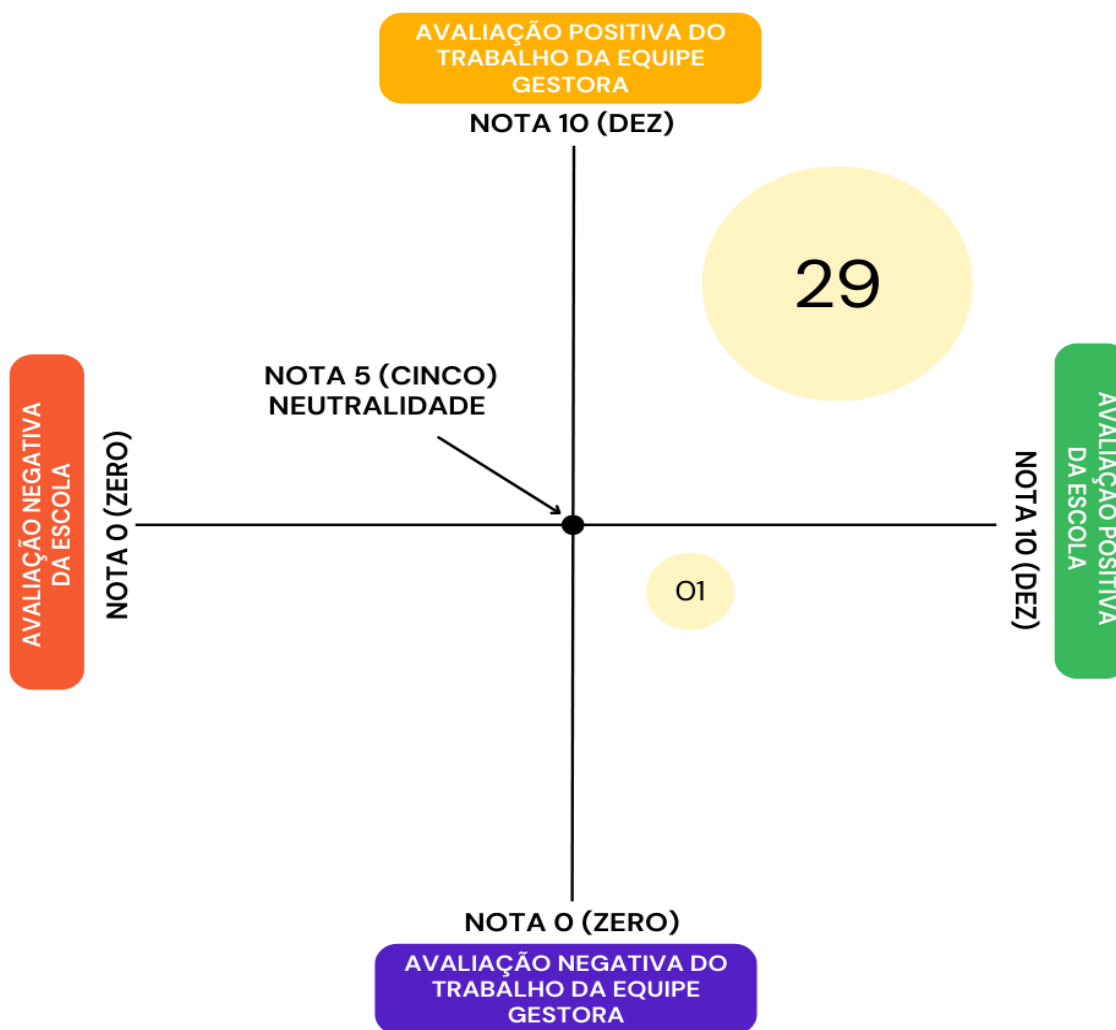 AVALIAÇÃO POSITIVA DO
TRABALHO DA EQUIPE
GESTORA
NOTA 10 (DEZ)
29
NOTA 5 (CINCO)
NEUTRALIDADE
AVALIAÇÃO NEGATIVA
DA ESCOLA
NOTA 0 (ZERO)
01
NOTA 10 (DEZ)
AVALIAÇÃO POSITIVA
DA ESCOLA
NOTA 0 (ZERO)
AVALIAÇÃO NEGATIVA DO
TRABALHO DA EQUIPE
GESTORA